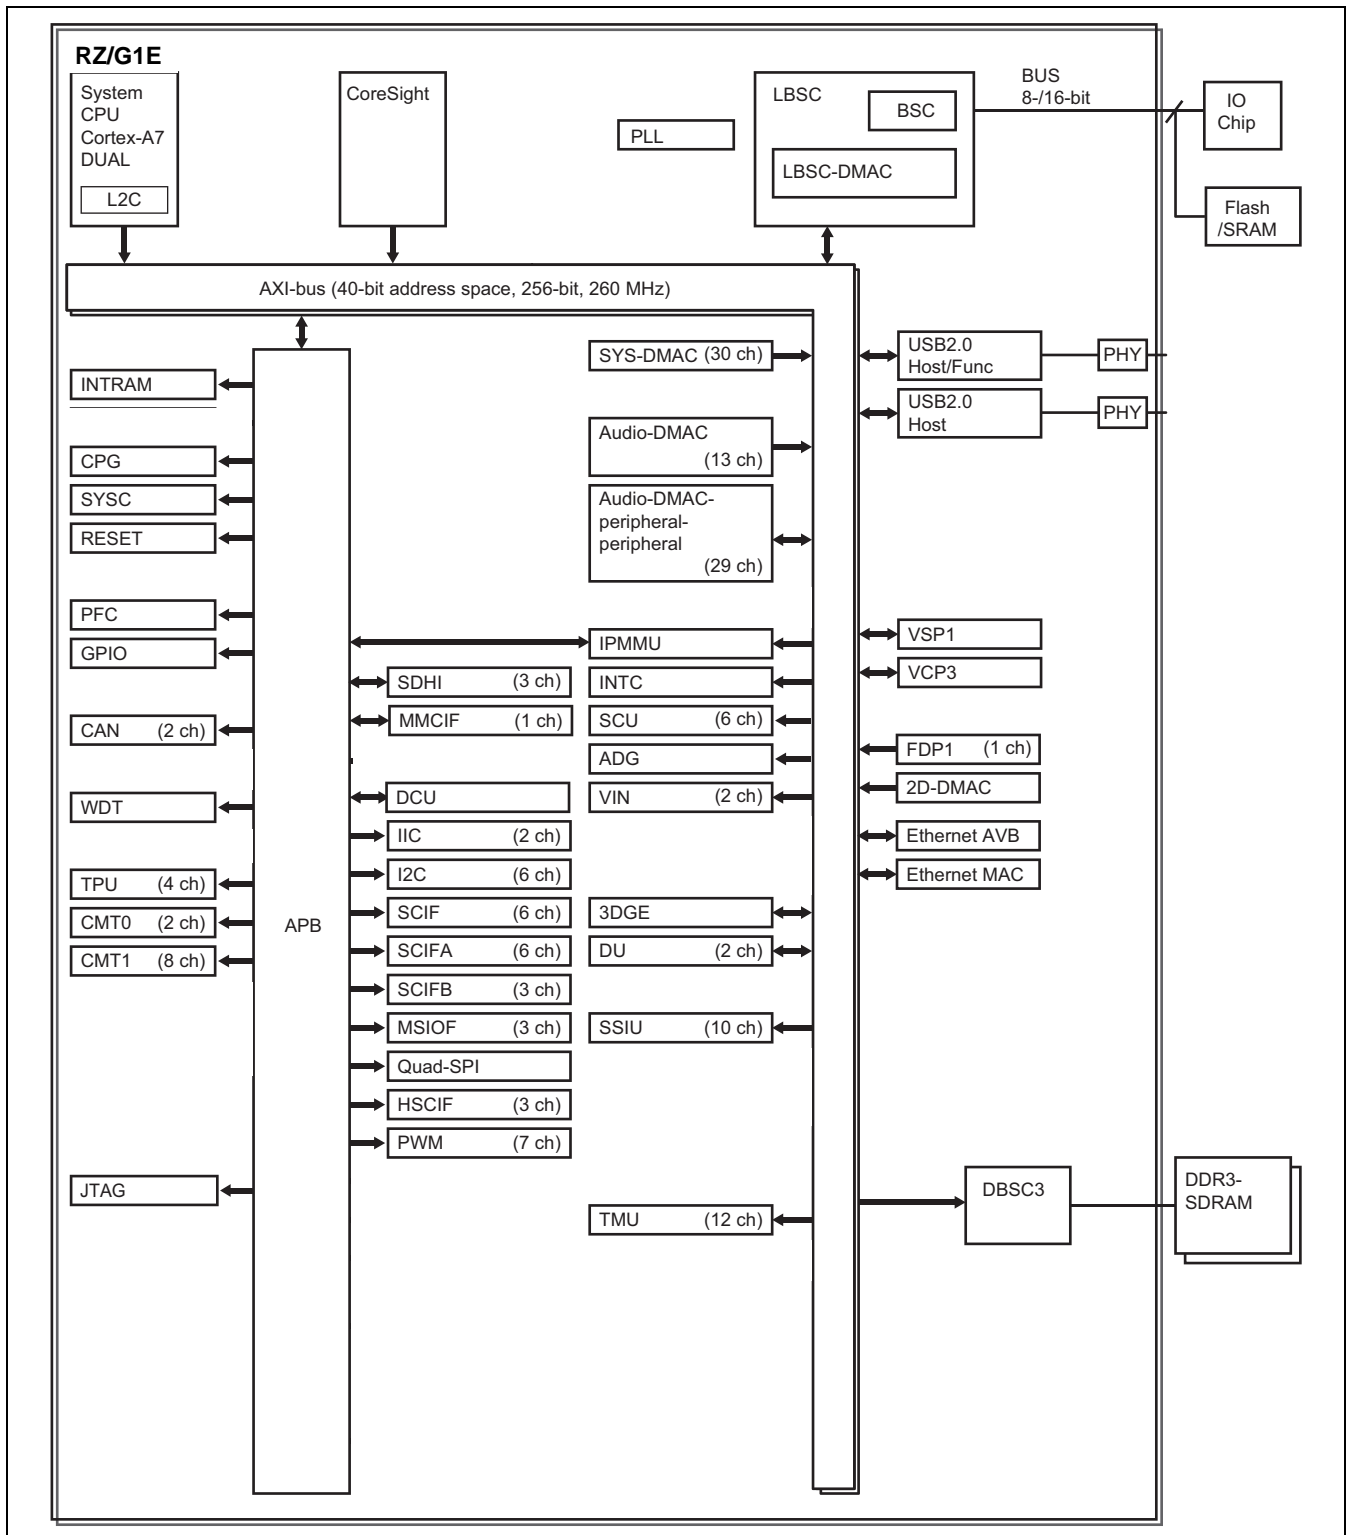 RZ/G1E
System
CPU
Cortex-A7
DUAL
L2C
CoreSight
PLL
LBSC
BSC
LBSC-DMAC
BUS
8-/16-bit
IO
Chip
Flash
/SRAM
AXI-bus (40-bit address space, 256-bit, 260 MHz)
INTRAM
CPG
SYSC
RESET
PFC
GPIO
CAN (2 ch)
WDT
TPU (4 ch)
CMT0 (2 ch)
CMT1 (8 ch)
JTAG
APB
SDHI (3 ch)
MMCIF (1 ch)
DCU
IIC (2 ch)
I2C (6 ch)
SCIF (6 ch)
SCIFA (6 ch)
SCIFB (3 ch)
MSIOF (3 ch)
Quad-SPI
HSCIF (3 ch)
PWM (7 ch)
SYS-DMAC (30 ch)
Audio-DMAC
(13 ch)
Audio-DMAC-
peripheral-
peripheral
(29 ch)
IPMMU
INTC
SCU (6 ch)
ADG
VIN (2 ch)
3DGE
DU (2 ch)
SSIU (10 ch)
TMU (12 ch)
USB2.0
Host/Func
PHY
USB2.0
Host
PHY
VSP1
VCP3
FDP1 (1 ch)
2D-DMAC
Ethernet AVB
Ethernet MAC
DBSC3
DDR3-
SDRAM